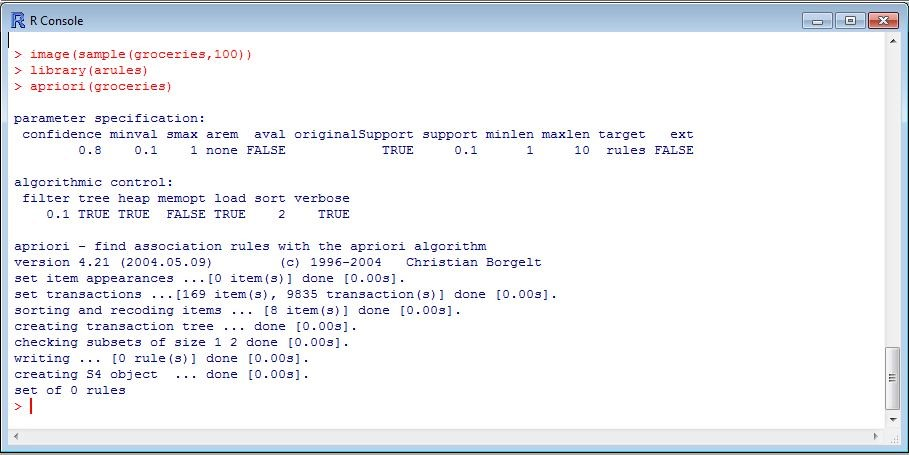 R Console
> image(sample(groceries,100))
> library(arules)
> apriori(groceries)
parameter specification:
confidence minval smax arem aval originalSupport support minlen maxlen target ext
0.8 0.1 1 none FALSE TRUE 0.1 1 10 rules FALSE
algorithmic control:
filter tree heap memopt load sort verbose
0.1 TRUE TRUE FALSE TRUE 2 TRUE
apriori - find association rules with the apriori algorithm
version 4.21 (2004.05.09) (c) 1996-2004 Christian Borgelt
set item appearances ...[0 item(s)] done [0.00s].
set transactions ...[169 item(s), 9835 transaction(s)] done [0.00s].
sorting and recoding items ... [8 item(s)] done [0.00s].
creating transaction tree ... done [0.00s].
checking subsets of size 1 2 done [0.00s].
writing ... [0 rule(s)] done [0.00s].
creating S4 object ... done [0.00s].
set of 0 rules
>